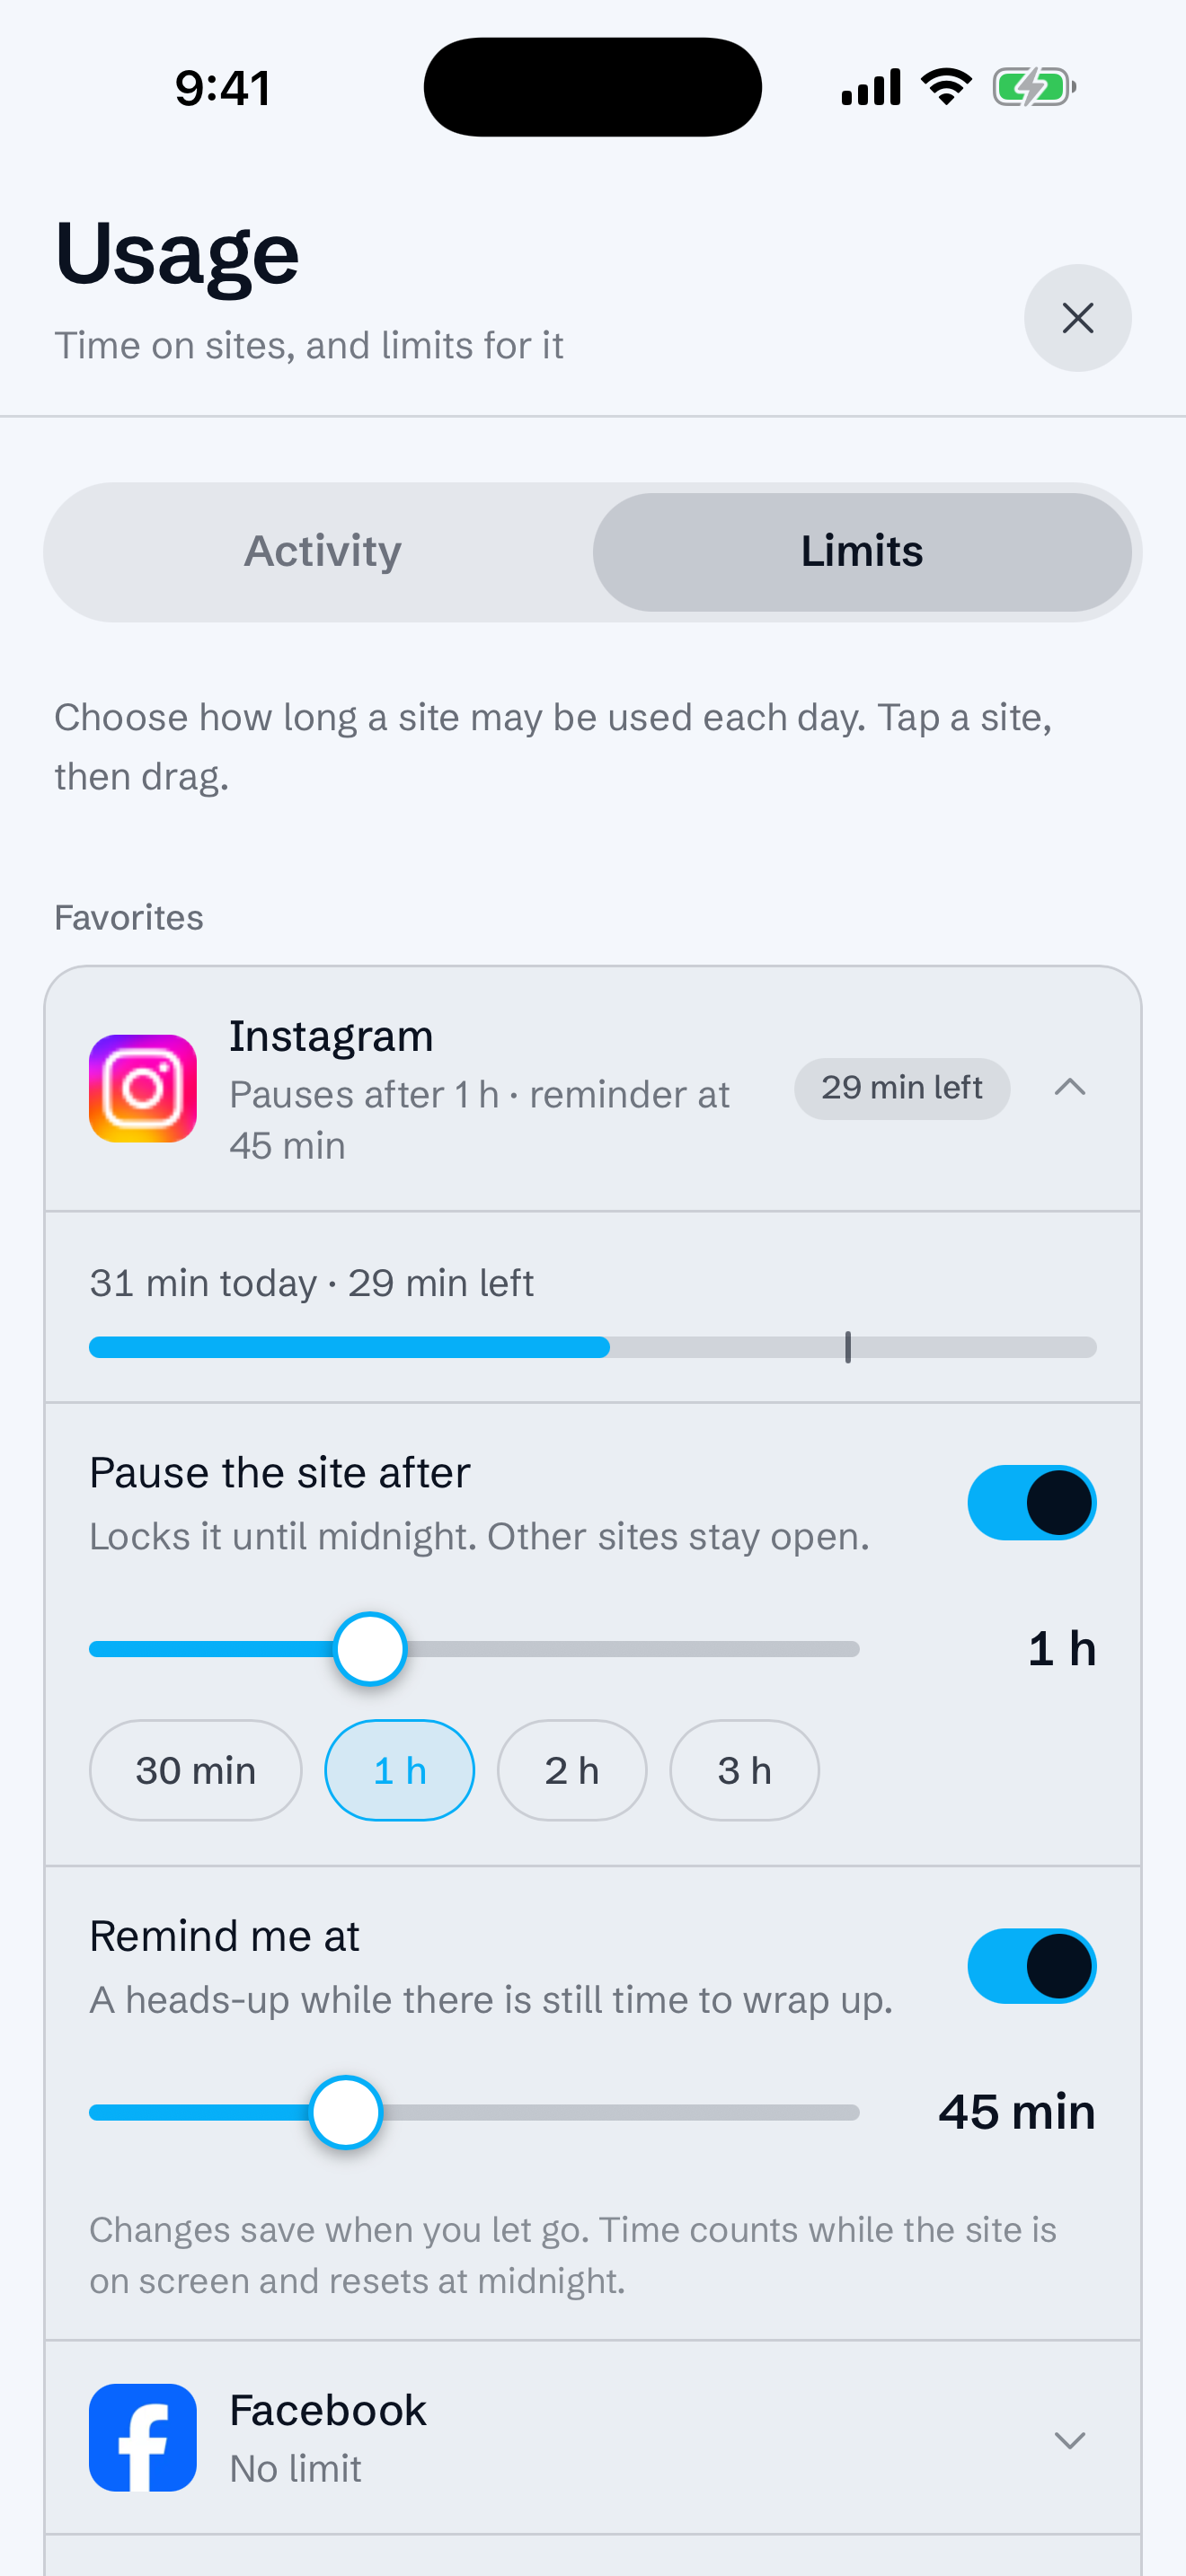 9:41
Usage
Time on sites, and limits for it
Activity
Limits
Choose how long a site may be used each day. Tap a site,
then drag.
Favorites
Instagram
Pauses after 1 h · reminder at
45 min
29 min left
31 min today · 29 min left
Pause the site after
Locks it until midnight. Other sites stay open.
1 h
30 min
1 h
2 h
3 h
Remind me at
A heads-up while there is still time to wrap up.
45 min
Changes save when you let go. Time counts while the site is
on screen and resets at midnight.
Facebook
No limit